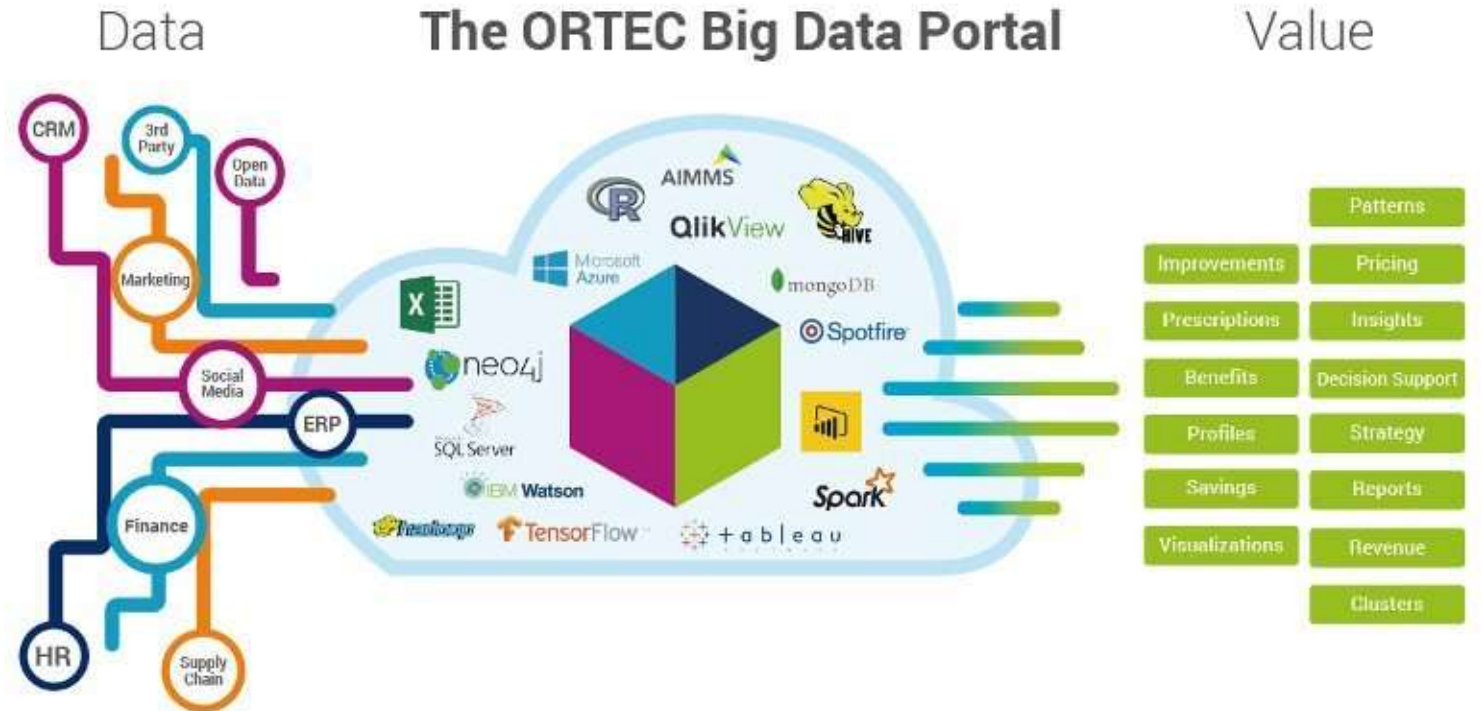 Data
The ORTEC Big Data Portal
Value
CRM
3rd
Party
Open
Data
Marketing
Social
Media
ERP
Finance
HR
Supply
Chain
AIMMS
R
QlikView
HIVE
Microsoft
Azure
mongoDB
X
Spotfire
neo4j
SQL Server
IBM Watson
Spark
hadoop
TensorFlow
+ a b l e a u
Patterns
Improvements
Pricing
Prescriptions
Insights
Benefits
Decision Support
Profiles
Strategy
Savings
Reports
Visualizations
Revenue
Clusters